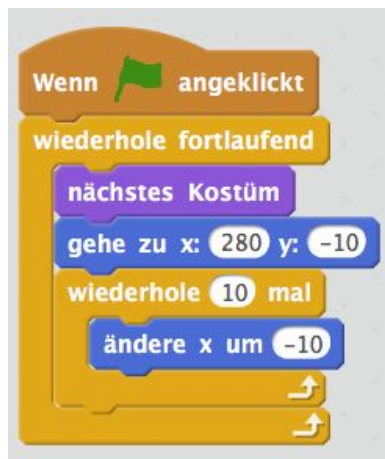 Wenn angeklickt
wiederhole fortlaufend
nächstes Kostüm
gehe zu x: 280 y: -10
wiederhole 10 mal
ändere x um -10